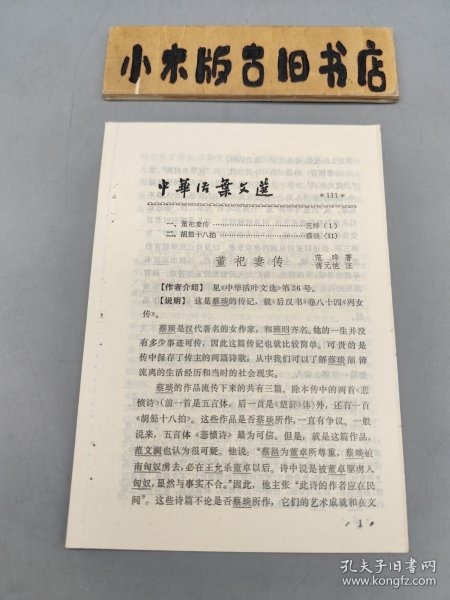 小米版古旧书店
中華活葉文選 *111*
一、董祀妻传……范晔(1)
二、胡笳十八拍……蔡琰(11)
董祀妻传 范晔著
傅元恺注
【作者介绍】 见《中华活叶文选》第56号。
【说明】 这是蔡琰的传记，载《后汉书》卷八十四《列女
传》。
蔡琰是汉代著名的女作家，和班昭齐名。她的一生并没
有多少事迹可传，因此这篇传记也就比较简单。可贵的是
传中保存了传主的两篇诗歌，从中我们可以了解蔡琰颠沛
流离的生活经历和当时的社会现实。
蔡琰的作品流传下来的共有三篇。除本传中的两首《悲
愤诗》(前一首是五言体，后一首是《楚辞》体)外，还有一首
《胡笳十八拍》。这些作品是否蔡琰所作，一直有争议。一般
说来，五言体《悲愤诗》最为可信。但是，就是这篇作品，
范文澜也认为很可疑。他说：“蔡邕为董卓所尊重，蔡琰被
南匈奴虏去，必在王允杀董卓以后。诗中说是被董卓驱虏入
匈奴，显然与事实不合。”因此，他主张“此诗的作者应在民
间”。这些诗篇不论是否蔡琰所作，它们的艺术成就和在文
·1·
孔夫子旧书网
www.kongfz.com